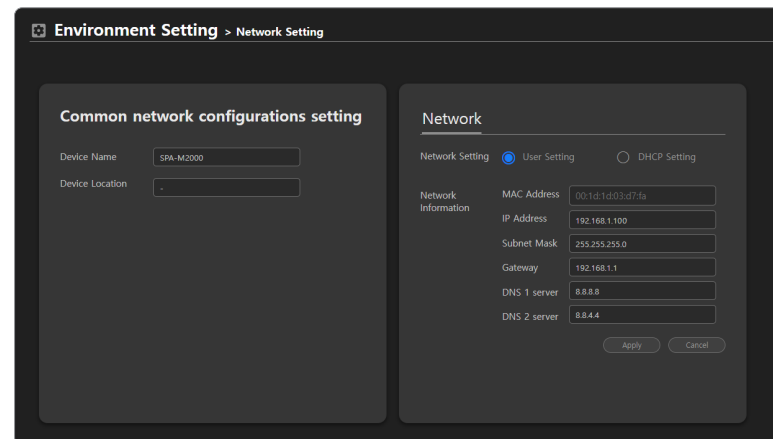 Environment Setting > Network Setting
Common network configurations setting
Device Name SPA-M2000
Device Location -
Network
Network Setting User Setting DHCP Setting
Network Information
MAC Address 00:1d:1d:03:d7:fa
IP Address 192.168.1.100
Subnet Mask 255.255.255.0
Gateway 192.168.1.1
DNS 1 server 8.8.8.8
DNS 2 server 8.8.4.4
Apply Cancel